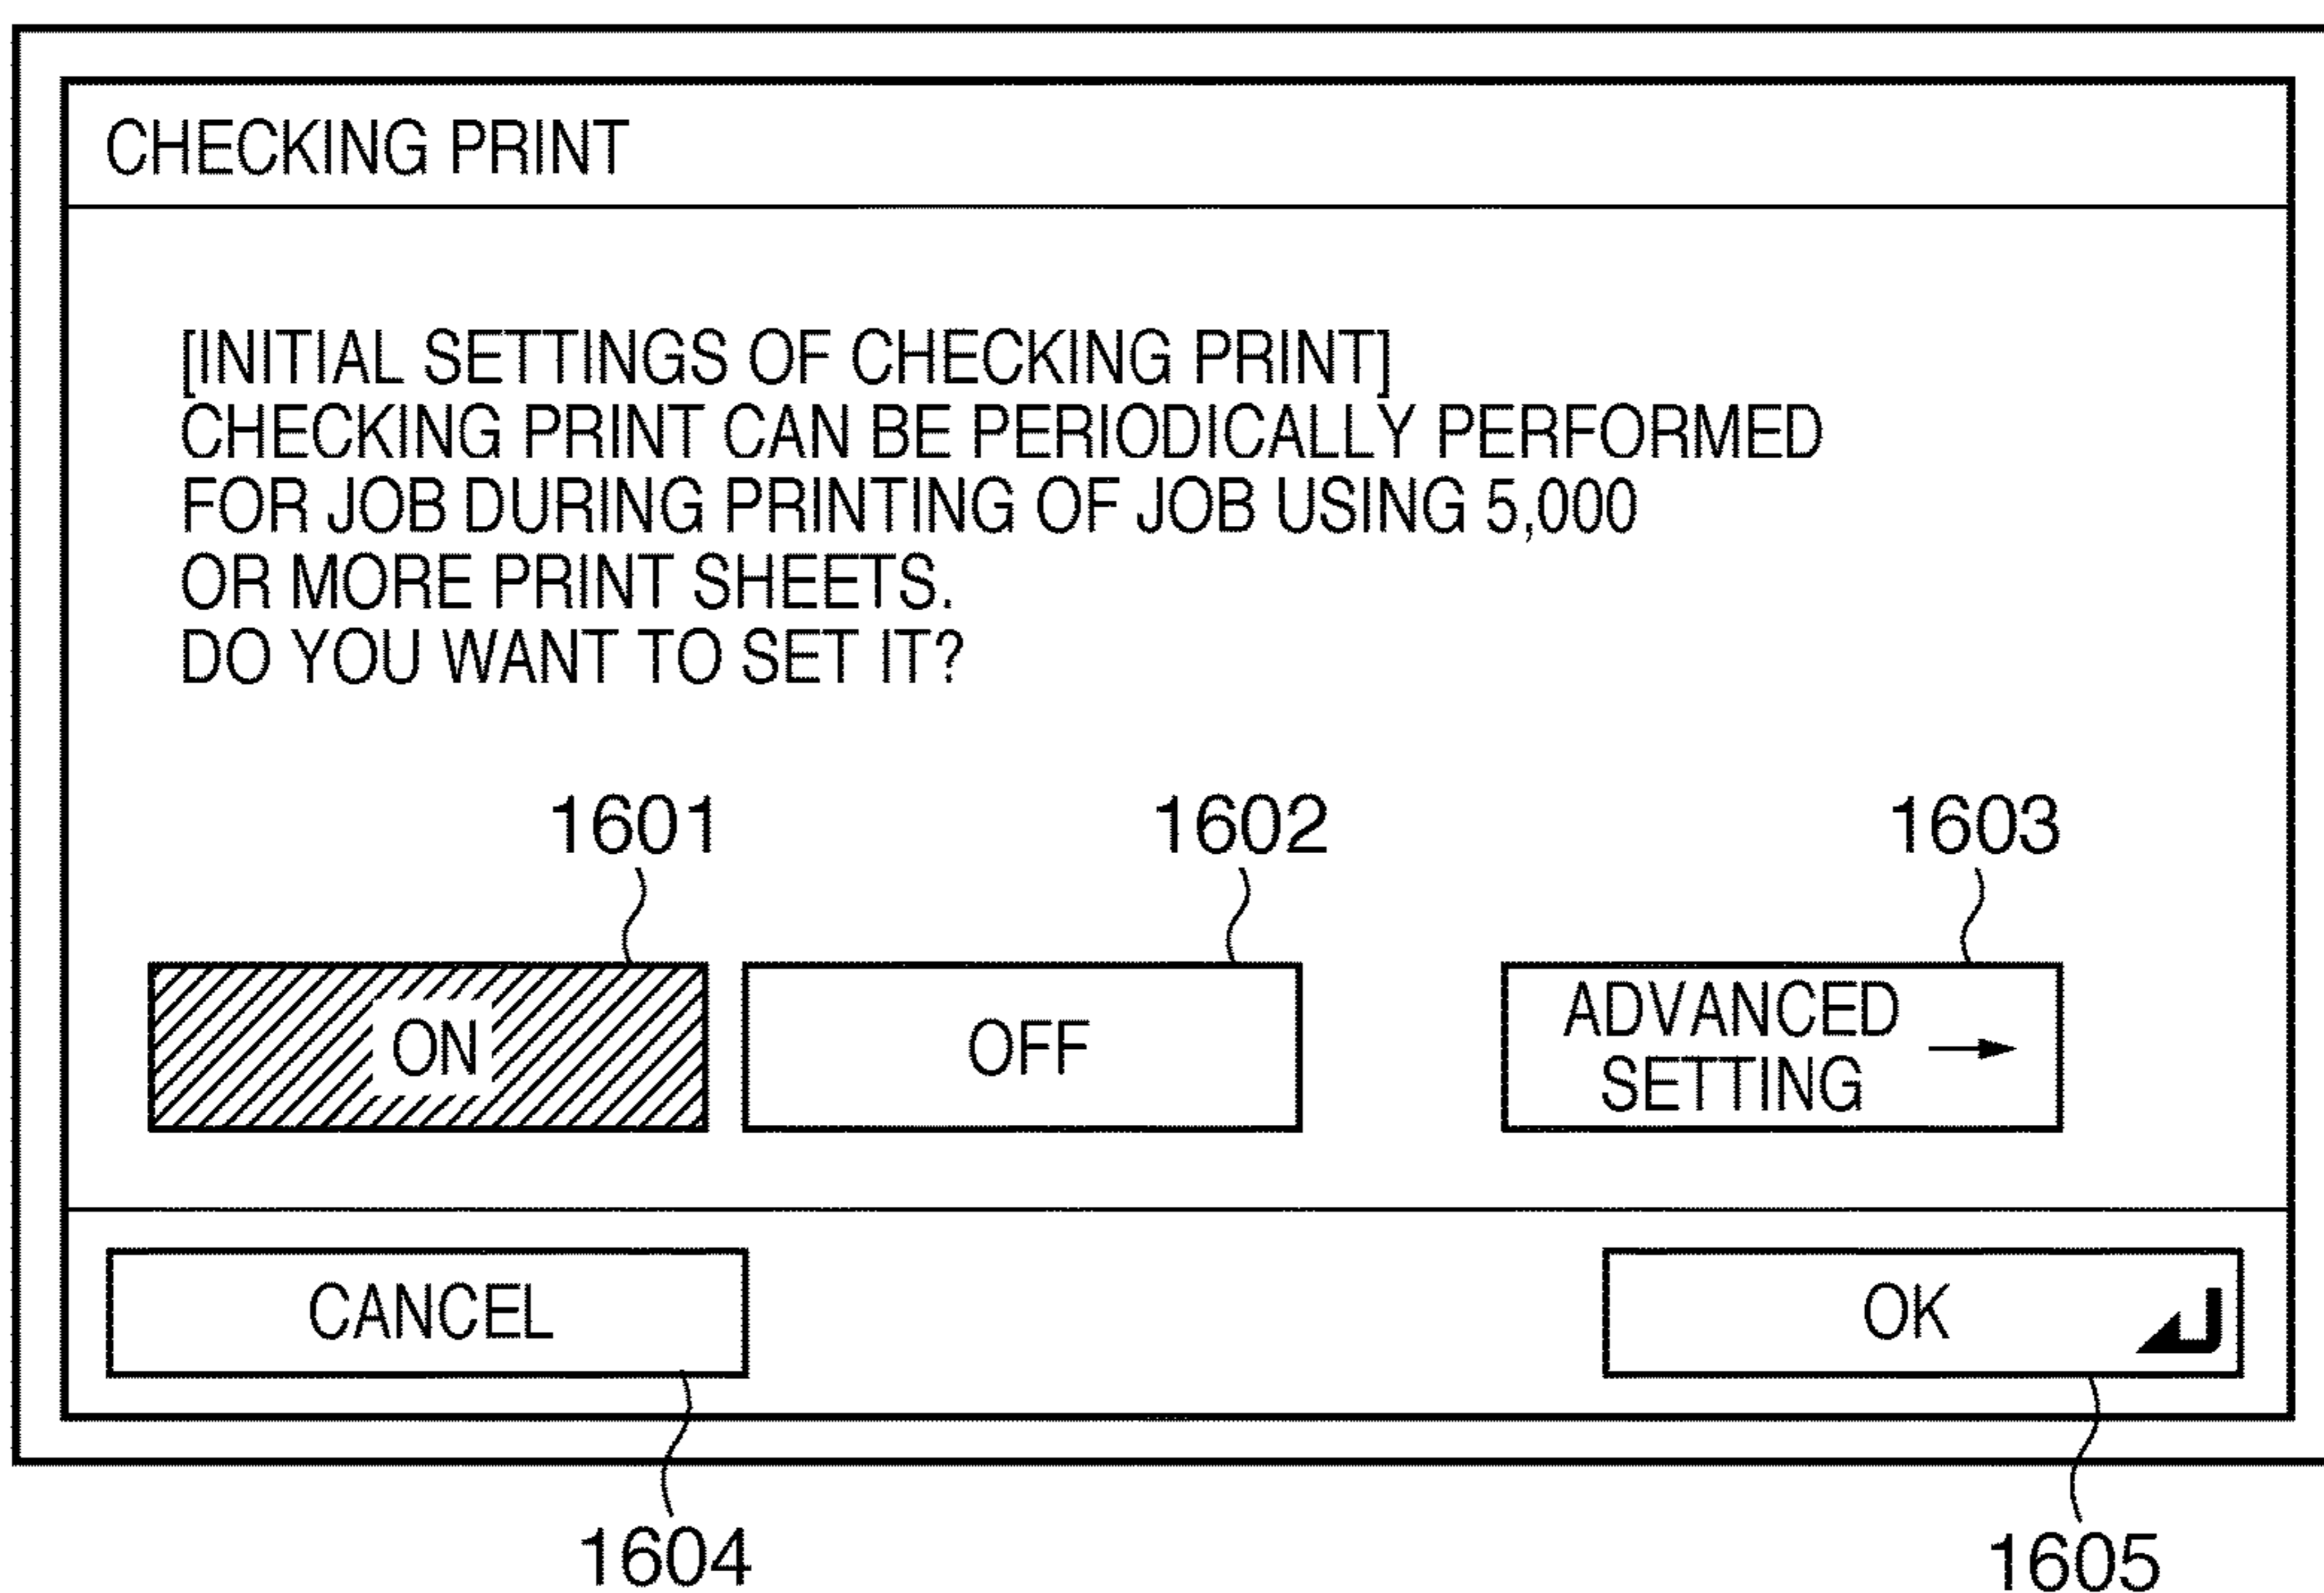 CHECKING PRINT
[INITIAL SETTINGS OF CHECKING PRINT]
CHECKING PRINT CAN BE PERIODICALLY PERFORMED
FOR JOB DURING PRINTING OF JOB USING 5,000
OR MORE PRINT SHEETS.
DO YOU WANT TO SET IT?
1601
1602
1603
ON
OFF
ADVANCED
SETTING
CANCEL
OK
1604
1605